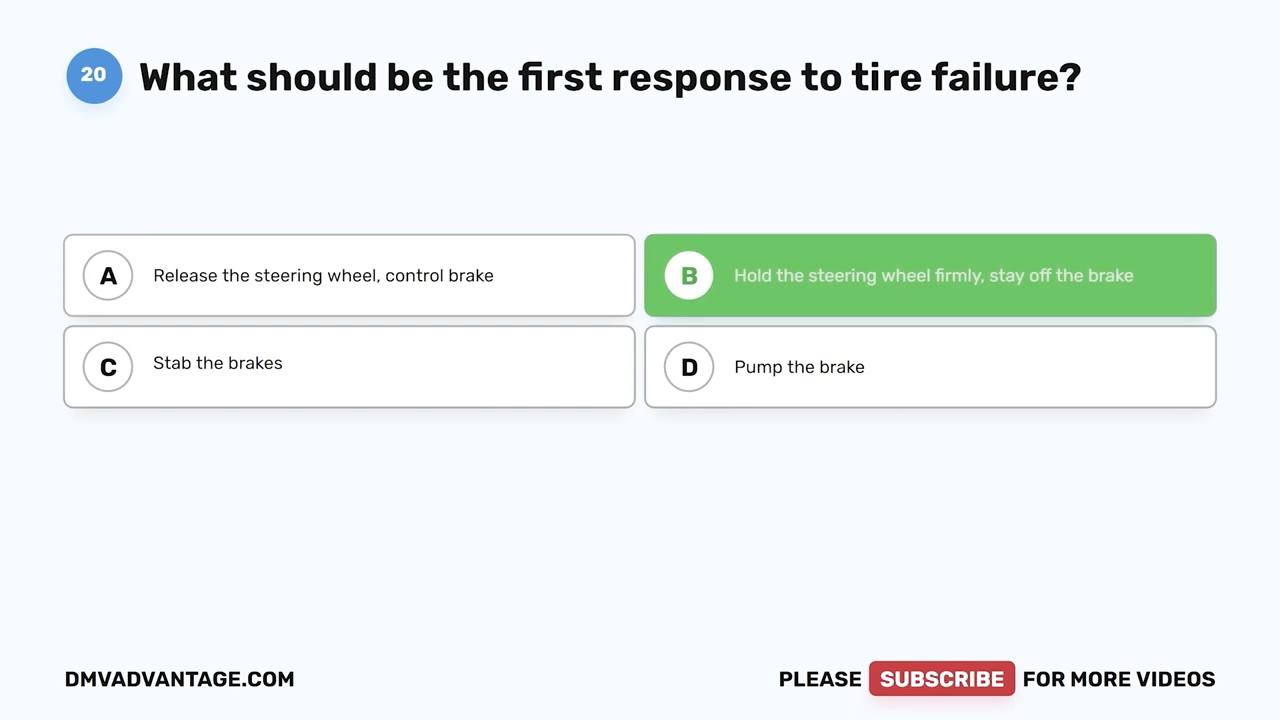 20 What should be the first response to tire failure?
A Release the steering wheel, control brake
B Hold the steering wheel firmly, stay off the brake
C Stab the brakes
D Pump the brake
DMVADVANTAGE.COM
PLEASE SUBSCRIBE FOR MORE VIDEOS